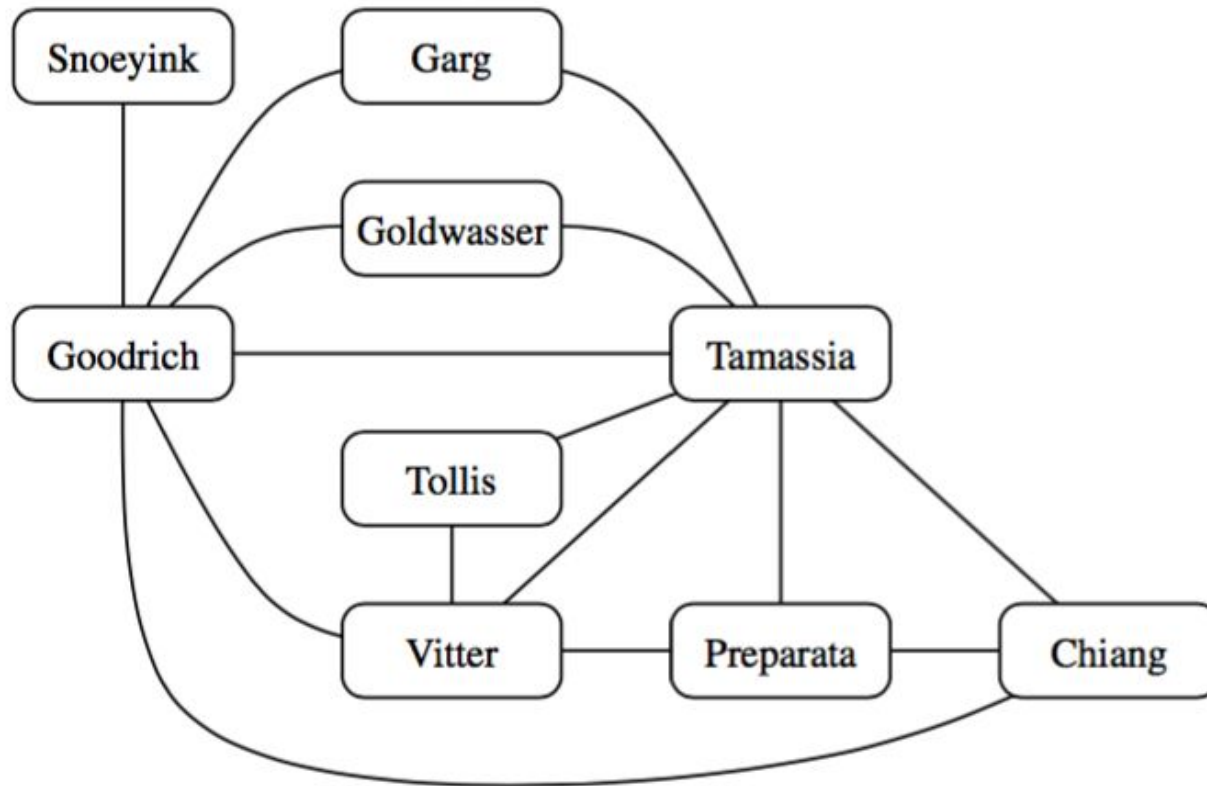 Snoeyink
Garg
Goldwasser
Goodrich
Tamassia
Tollis
Vitter
Preparata
Chiang